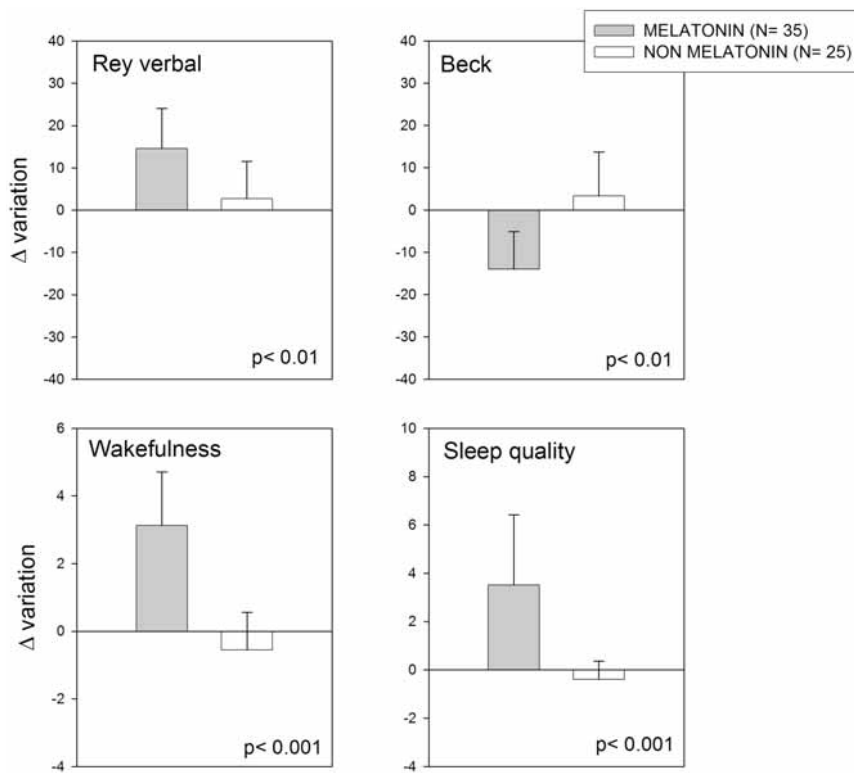 MELATONIN (N= 35)
NON MELATONIN (N= 25)
Δ variation
40
30
20
10
0
-10
-20
-30
-40
Rey verbal
p< 0.01
40
30
20
10
0
-10
-20
-30
-40
Beck
p< 0.01
Δ variation
6
4
2
0
-2
-4
Wakefulness
p< 0.001
10
8
6
4
2
0
-2
-4
Sleep quality
p< 0.001